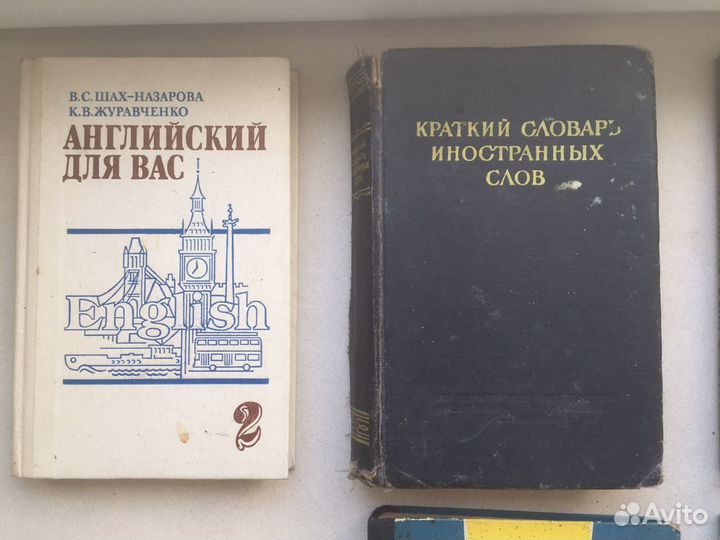 В.С. ШАХ-НАЗАРОВА
К.В. ЖУРАВЧЕНКО
АНГЛИЙСКИЙ
ДЛЯ ВАС
English
2
КРАТКИЙ СЛОВАРЬ
ИНОСТРАННЫХ
СЛОВ
Avito